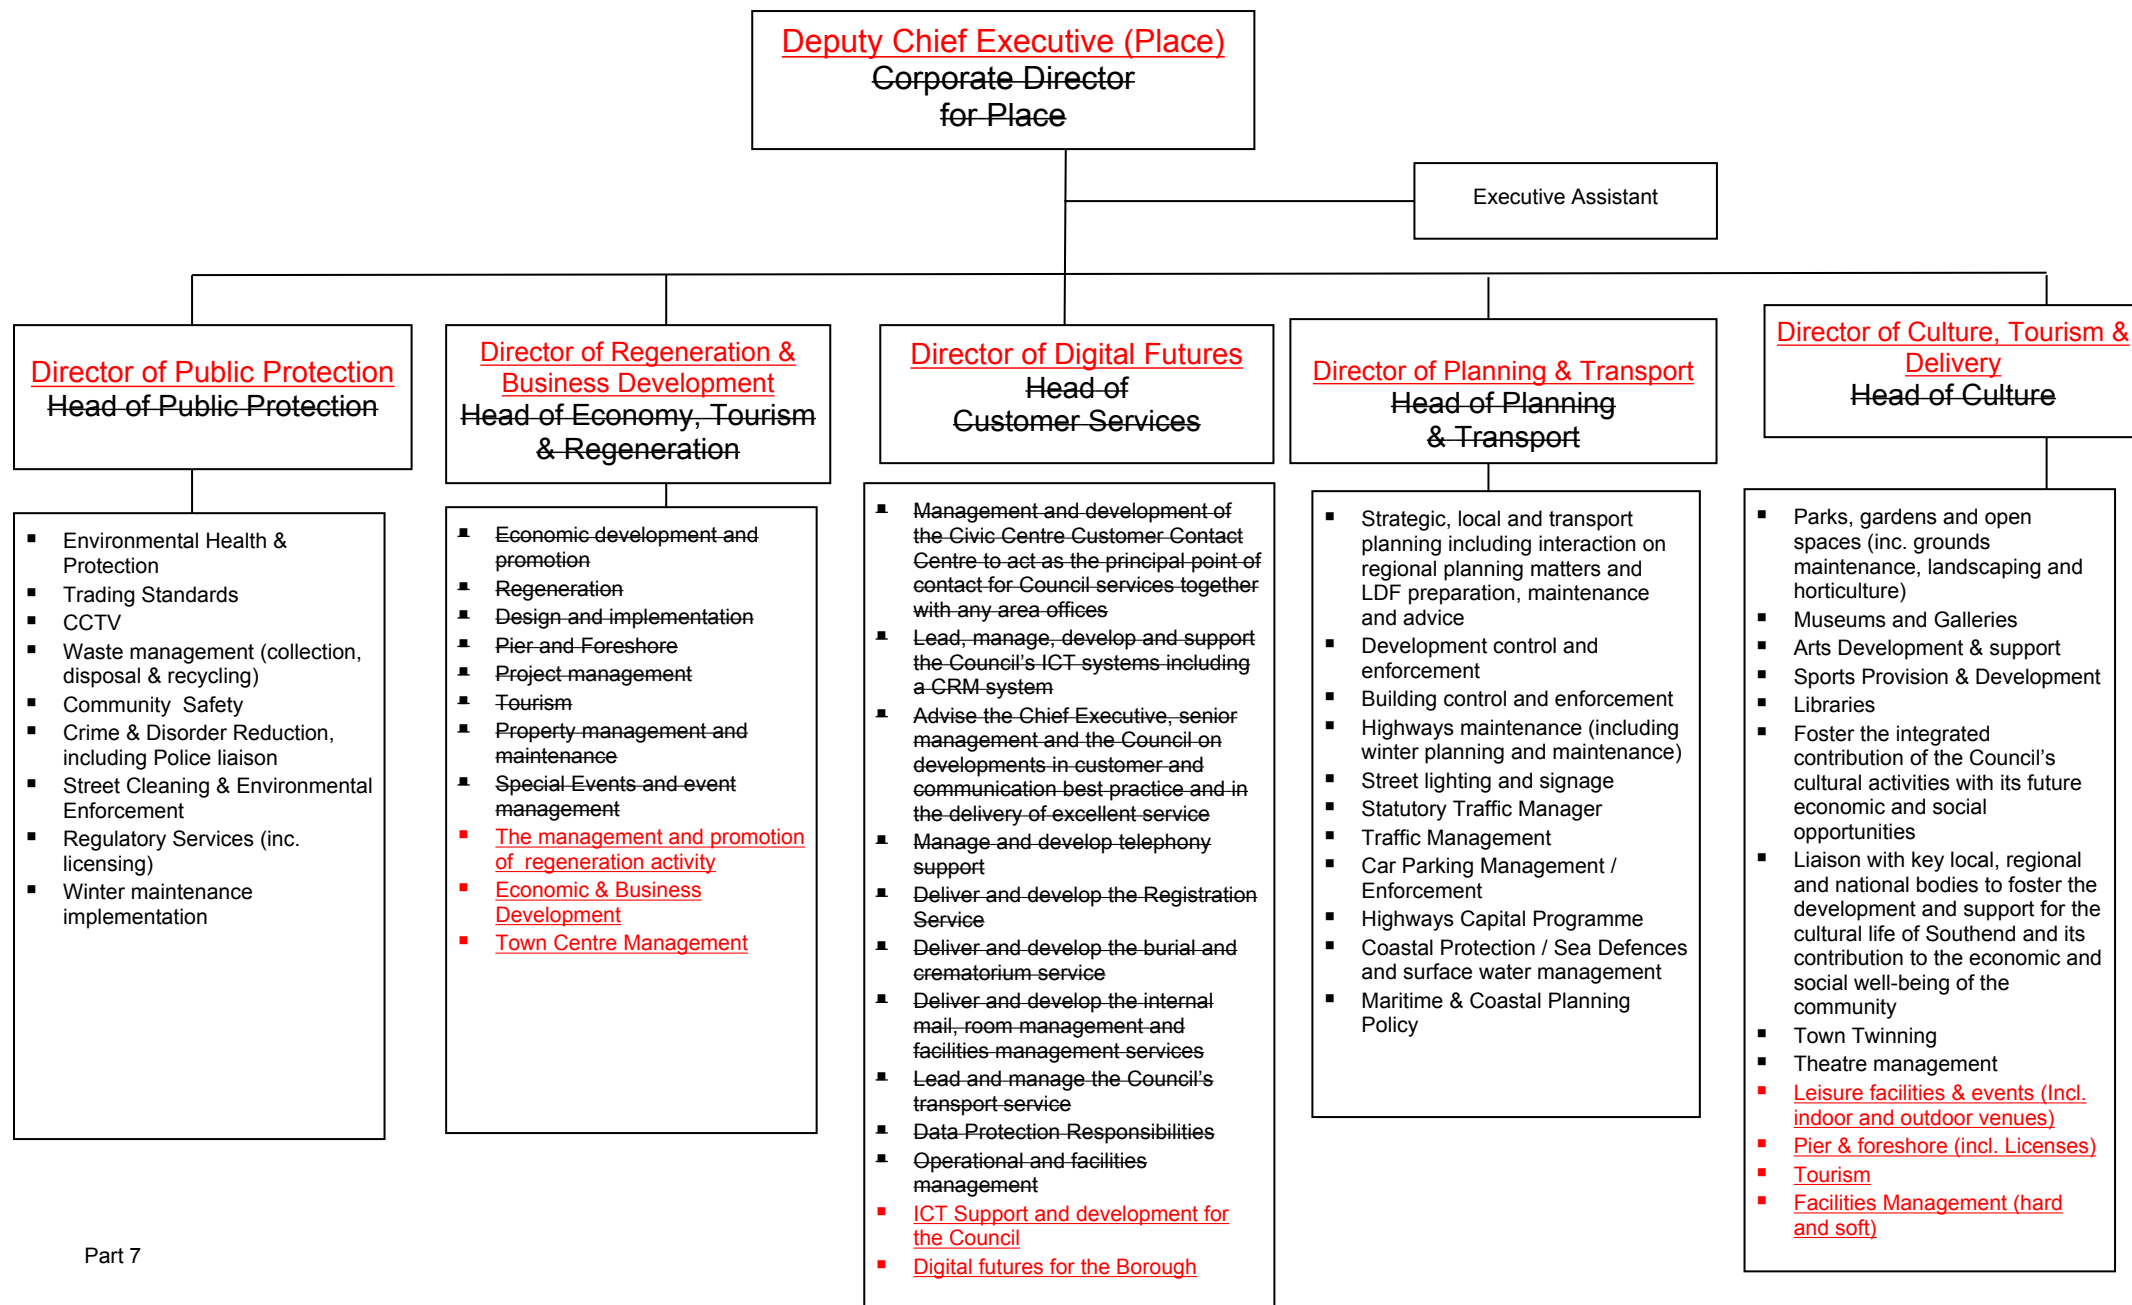 Deputy Chief Executive (Place)
Corporate Director
for Place
Executive Assistant
Director of Public Protection
Head of Public Protection
▪ Environmental Health &
Protection
▪ Trading Standards
▪ CCTV
▪ Waste management (collection,
disposal & recycling)
▪ Community  Safety
▪ Crime & Disorder Reduction,
including Police liaison
▪ Street Cleaning & Environmental
Enforcement
▪ Regulatory Services (inc.
licensing)
▪ Winter maintenance
implementation
Director of Regeneration &
Business Development
Head of Economy, Tourism
& Regeneration
▪ Economic development and
promotion
▪ Regeneration
▪ Design and implementation
▪ Pier and Foreshore
▪ Project management
▪ Tourism
▪ Property management and
maintenance
▪ Special Events and event
management
▪ The management and promotion
of  regeneration activity
▪ Economic & Business
Development
▪ Town Centre Management
Director of Digital Futures
Head of
Customer Services
▪ Management and development of
the Civic Centre Customer Contact
Centre to act as the principal point of
contact for Council services together
with any area offices
▪ Lead, manage, develop and support
the Council's ICT systems including
a CRM system
▪ Advise the Chief Executive, senior
management and the Council on
developments in customer and
communication best practice and in
the delivery of excellent service
▪ Manage and develop telephony
support
▪ Deliver and develop the Registration
Service
▪ Deliver and develop the burial and
crematorium service
▪ Deliver and develop the internal
mail, room management and
facilities management services
▪ Lead and manage the Council's
transport service
▪ Data Protection Responsibilities
▪ Operational and facilities
management
▪ ICT Support and development for
the Council
▪ Digital futures for the Borough
Director of Planning & Transport
Head of Planning
& Transport
▪ Strategic, local and transport
planning including interaction on
regional planning matters and
LDF preparation, maintenance
and advice
▪ Development control and
enforcement
▪ Building control and enforcement
▪ Highways maintenance (including
winter planning and maintenance)
▪ Street lighting and signage
▪ Statutory Traffic Manager
▪ Traffic Management
▪ Car Parking Management /
Enforcement
▪ Highways Capital Programme
▪ Coastal Protection / Sea Defences
and surface water management
▪ Maritime & Coastal Planning
Policy
Director of Culture, Tourism &
Delivery
Head of Culture
▪ Parks, gardens and open
spaces (inc. grounds
maintenance, landscaping and
horticulture)
▪ Museums and Galleries
▪ Arts Development & support
▪ Sports Provision & Development
▪ Libraries
▪ Foster the integrated
contribution of the Council's
cultural activities with its future
economic and social
opportunities
▪ Liaison with key local, regional
and national bodies to foster the
development and support for the
cultural life of Southend and its
contribution to the economic and
social well-being of the
community
▪ Town Twinning
▪ Theatre management
▪ Leisure facilities & events (Incl.
indoor and outdoor venues)
▪ Pier & foreshore (incl. Licenses)
▪ Tourism
▪ Facilities Management (hard
and soft)
Part 7